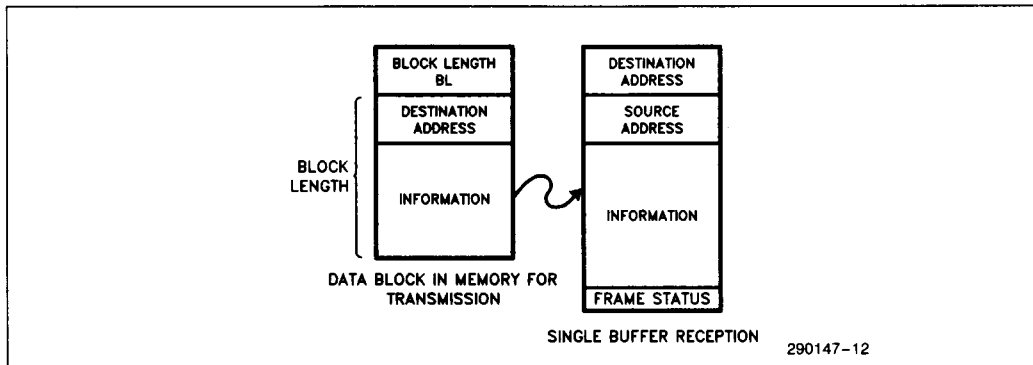 BLOCK LENGTH
BL
DESTINATION
ADDRESS
BLOCK
LENGTH
INFORMATION
DATA BLOCK IN MEMORY FOR
TRANSMISSION
DESTINATION
ADDRESS
SOURCE
ADDRESS
INFORMATION
FRAME STATUS
SINGLE BUFFER RECEPTION
290147-12